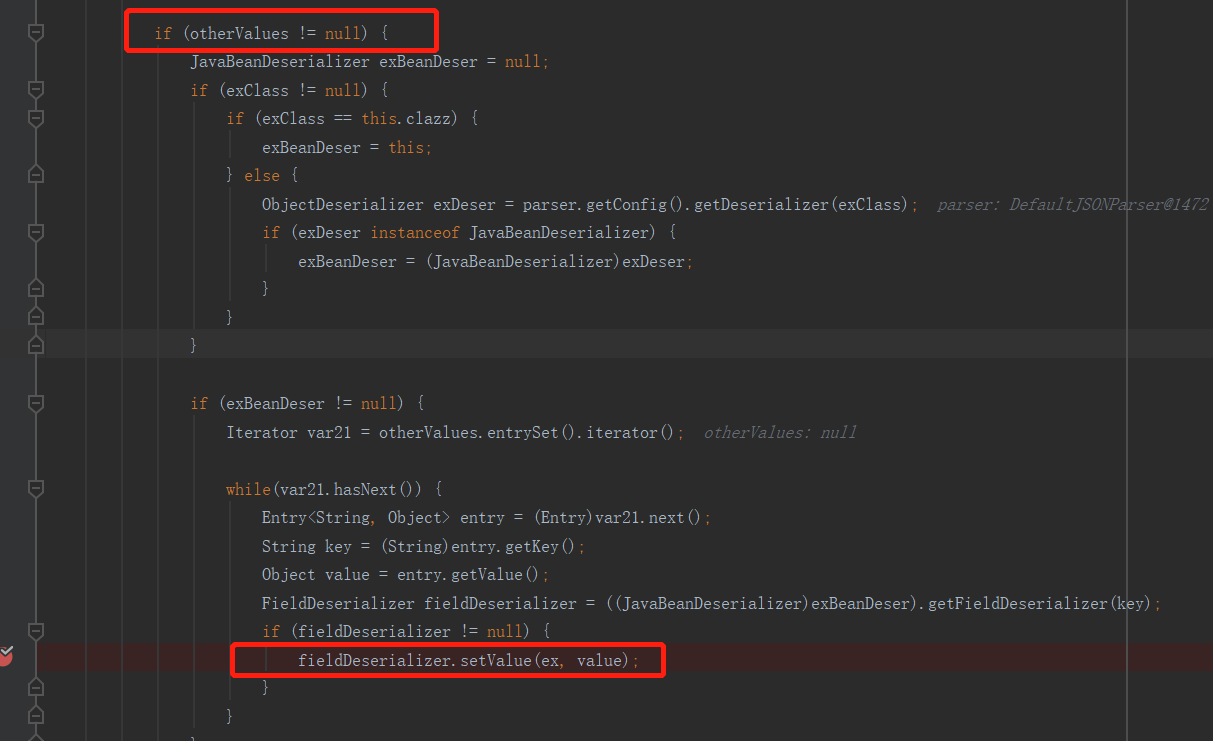 if (otherValues != null) {
JavaBeanDeserializer exBeanDeser = null;
if (exClass != null) {
if (exClass == this.clazz) {
exBeanDeser = this;
} else {
ObjectDeserializer exDeser = parser.getConfig().getDeserializer(exClass); parser: DefaultJSONParser@1472
if (exDeser instanceof JavaBeanDeserializer) {
exBeanDeser = (JavaBeanDeserializer)exDeser;
}
}
}
if (exBeanDeser != null) {
Iterator var21 = otherValues.entrySet().iterator(); otherValues: null
while(var21.hasNext()) {
Entry<String, Object> entry = (Entry)var21.next();
String key = (String)entry.getKey();
Object value = entry.getValue();
FieldDeserializer fieldDeserializer = ((JavaBeanDeserializer)exBeanDeser).getFieldDeserializer(key);
if (fieldDeserializer != null) {
fieldDeserializer.setValue(ex, value);
}
}